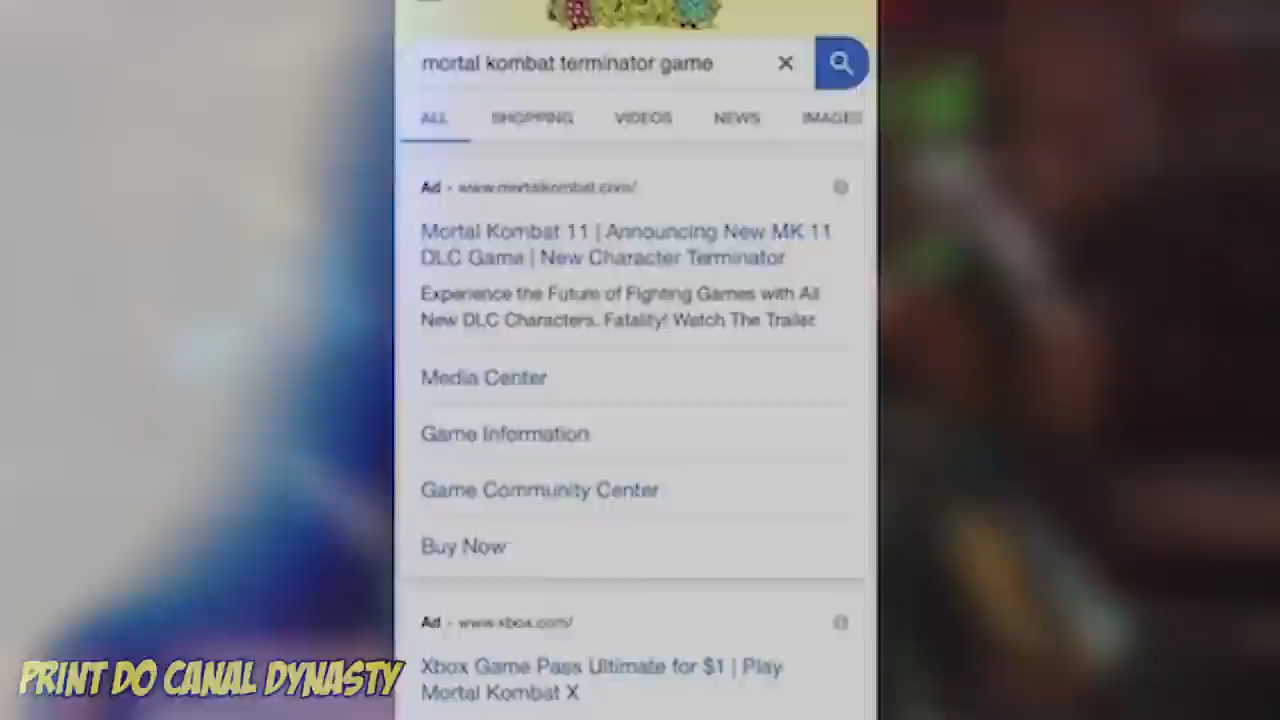 mortal kombat terminator game
ALL SHOPPING VIDEOS NEWS IMAGES
Ad - www.mortalkombat.com/
Mortal Kombat 11 | Announcing New MK 11
DLC Game | New Character Terminator
Experience the Future of Fighting Games with All
New DLC Characters. Fatality! Watch The Trailer.
Media Center
Game Information
Game Community Center
Buy Now
Ad - www.xbox.com/
Xbox Game Pass Ultimate for $1 | Play
Mortal Kombat X
PRINT DO CANAL DYNASTY